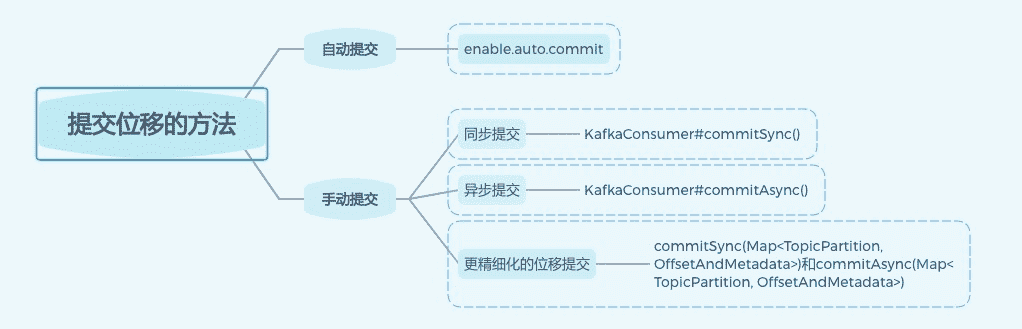 提交位移的方法
自动提交
enable.auto.commit
手动提交
同步提交
KafkaConsumer#commitSync()
异步提交
KafkaConsumer#commitAsync()
更精细化的位移提交
commitSync(Map<TopicPartition,
OffsetAndMetadata>)和commitAsync(Map<
TopicPartition, OffsetAndMetadata>)